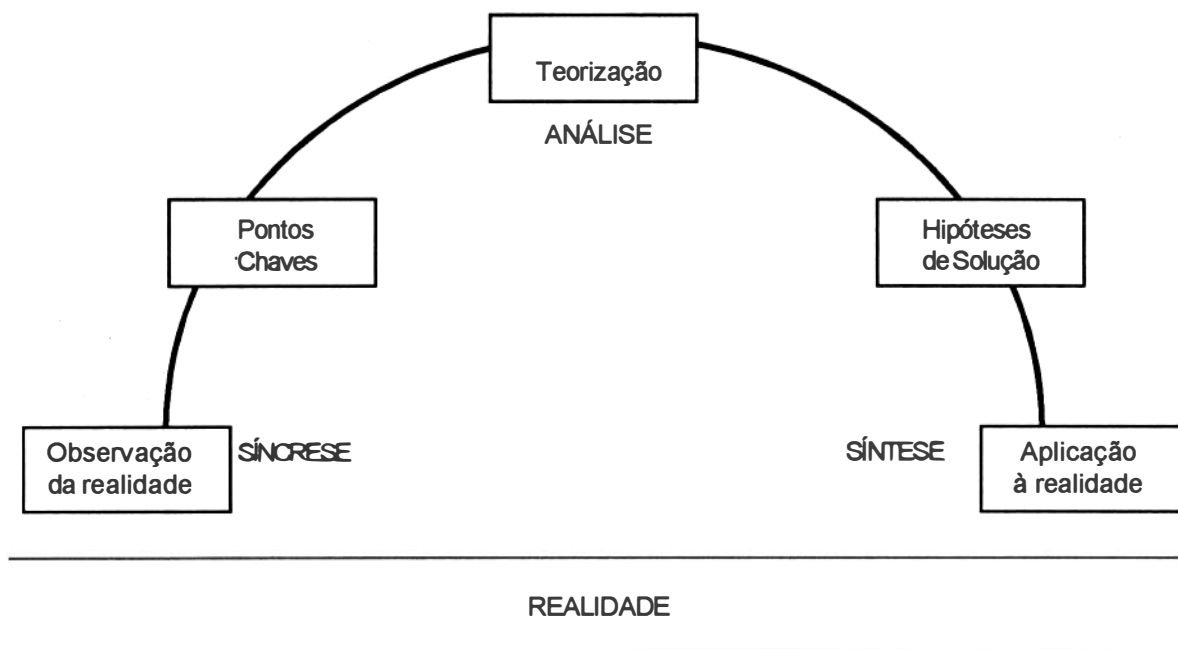 Teorização
ANÁLISE
Pontos
Chaves
Hipóteses
de Solução
Observação
da realidade
SÍNCRESE
SÍNTESE
Aplicação
à realidade
REALIDADE